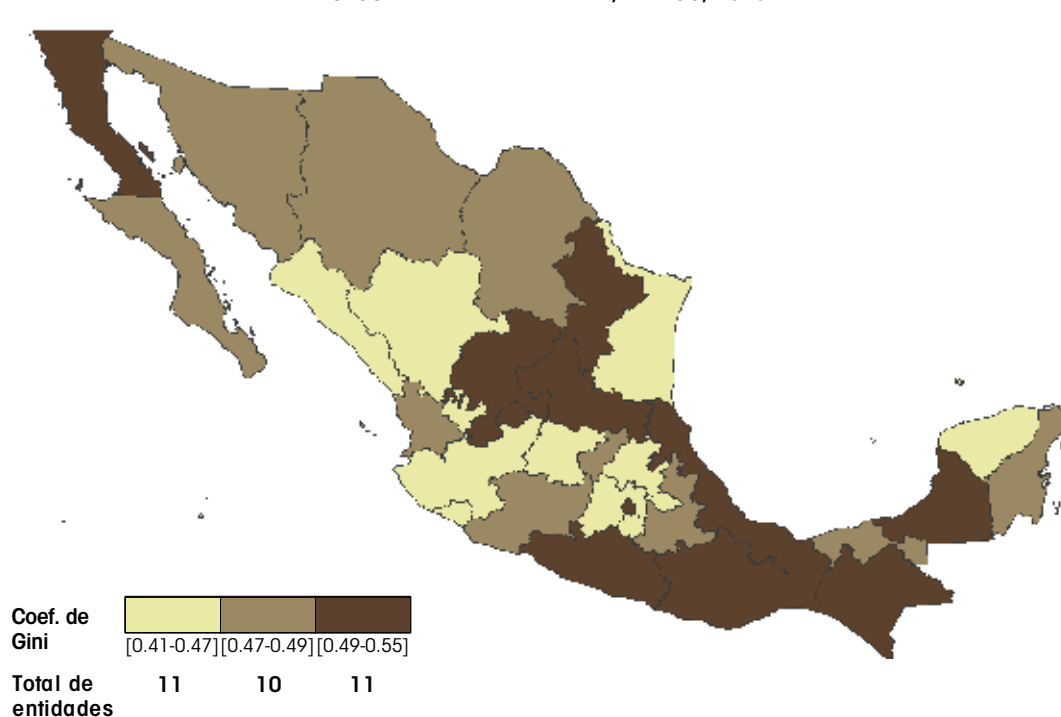 Coef. de
Gini
[0.41-0.47] [0.47-0.49] [0.49-0.55]
Total de
entidades
11 10 11